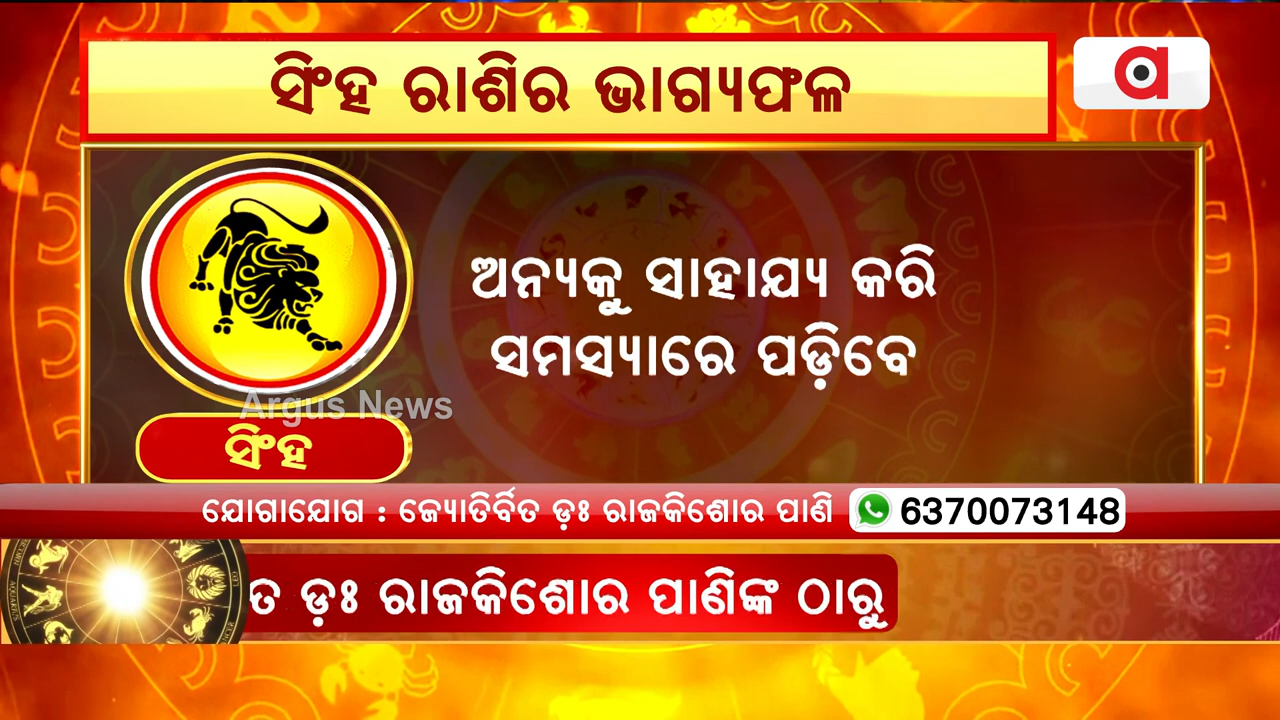 ସିଂହ ରାଶିର ଭାଗ୍ୟଫଳ
ଅନ୍ୟକୁ ସାହାଯ୍ୟ କରି
ସମସ୍ୟାରେ ପଡ଼ିବେ
Argus News
ସିଂହ
ଯୋଗାଯୋଗ : ଜ୍ୟୋତିର୍ବିତ ଡ଼ଃ ରାଜକିଶୋର ପାଣି 6370073148
ତ ଡ଼ଃ ରାଜକିଶୋର ପାଣିଙ୍କ ଠାରୁ